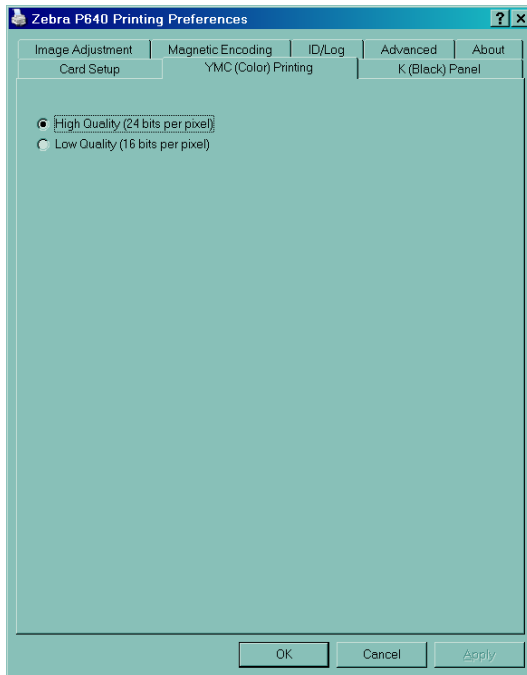 Zebra P640 Printing Preferences
Image Adjustment Magnetic Encoding ID/Log Advanced About
Card Setup YMC (Color) Printing K (Black) Panel
High Quality (24 bits per pixel)
Low Quality (16 bits per pixel)
OK Cancel Apply